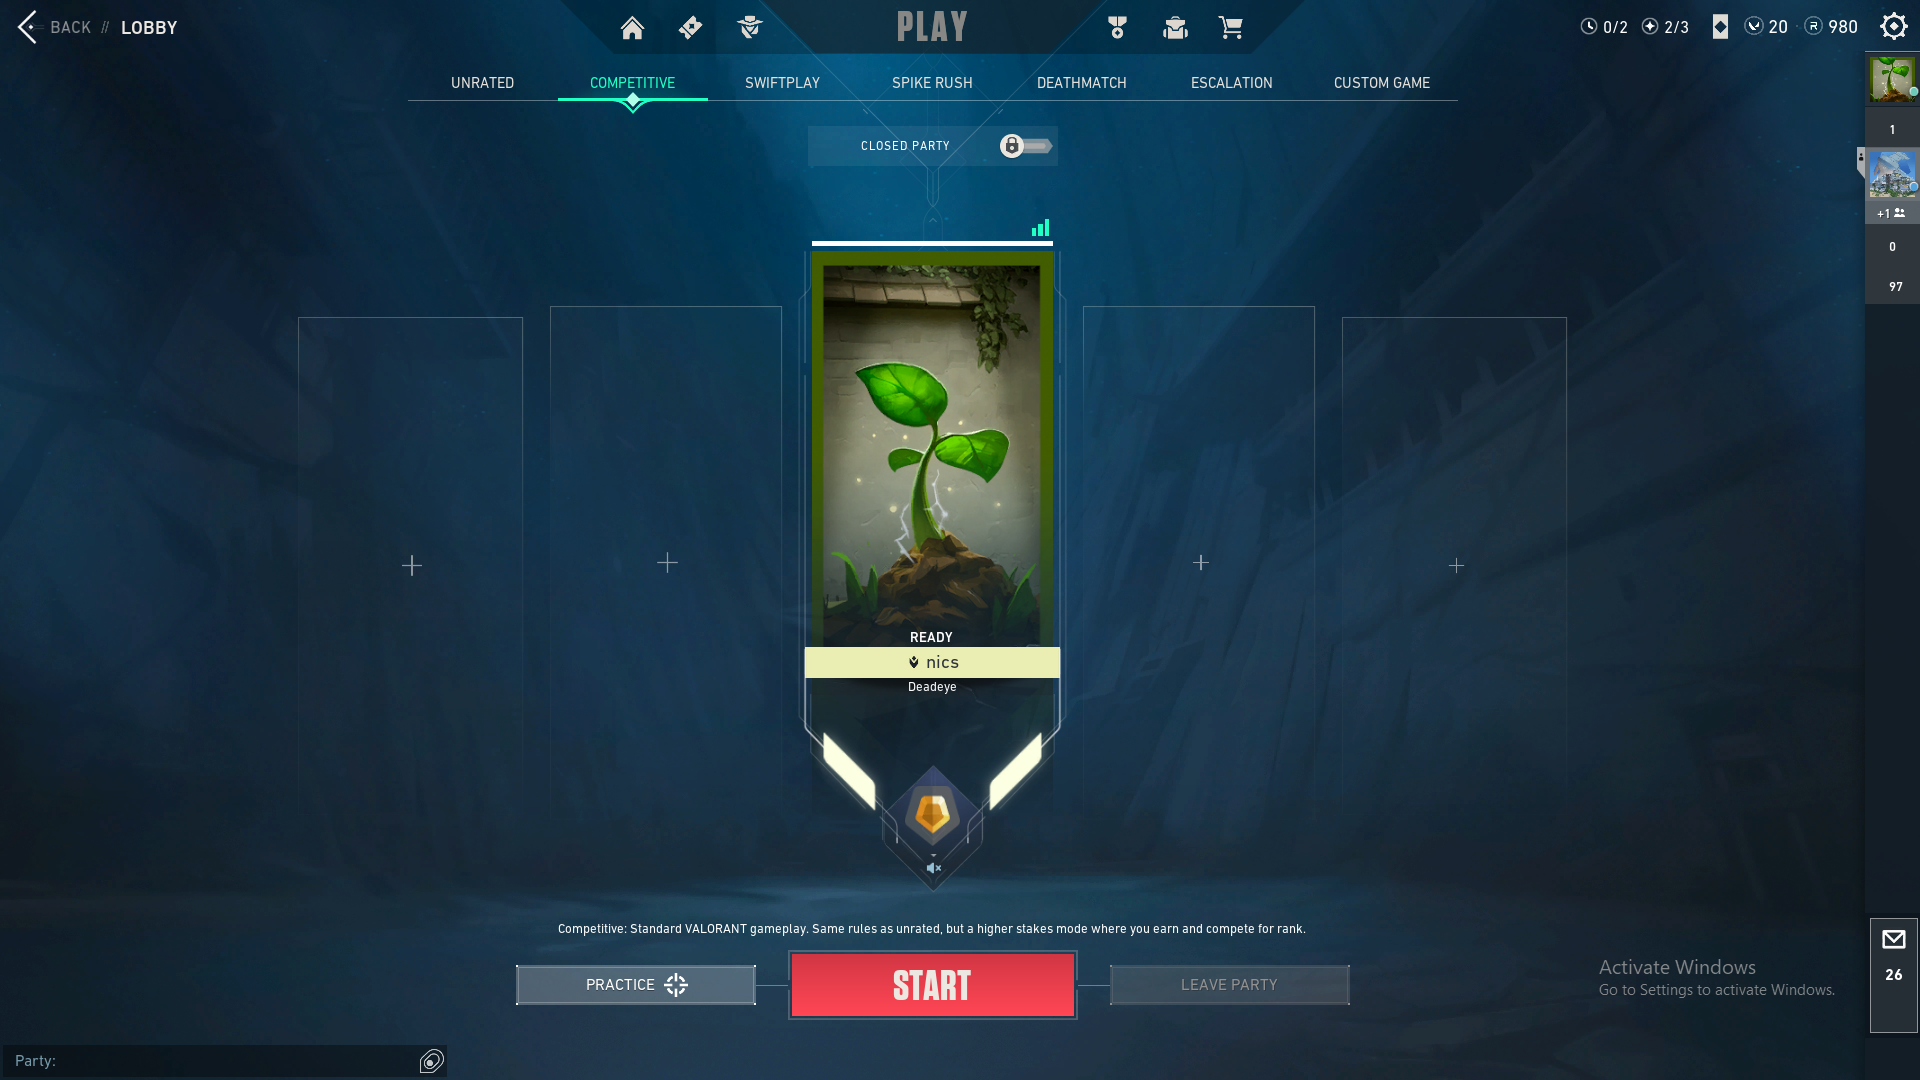 BACK // LOBBY
PLAY
0/2
2/3
20
980
UNRATED
COMPETITIVE
SWIFTPLAY
SPIKE RUSH
DEATHMATCH
ESCALATION
CUSTOM GAME
CLOSED PARTY
1
+1
0
97
READY
nics
Deadeye
Competitive: Standard VALORANT gameplay. Same rules as unrated, but a higher stakes mode where you earn and compete for rank.
PRACTICE
START
LEAVE PARTY
Activate Windows
Go to Settings to activate Windows.
26
Party: